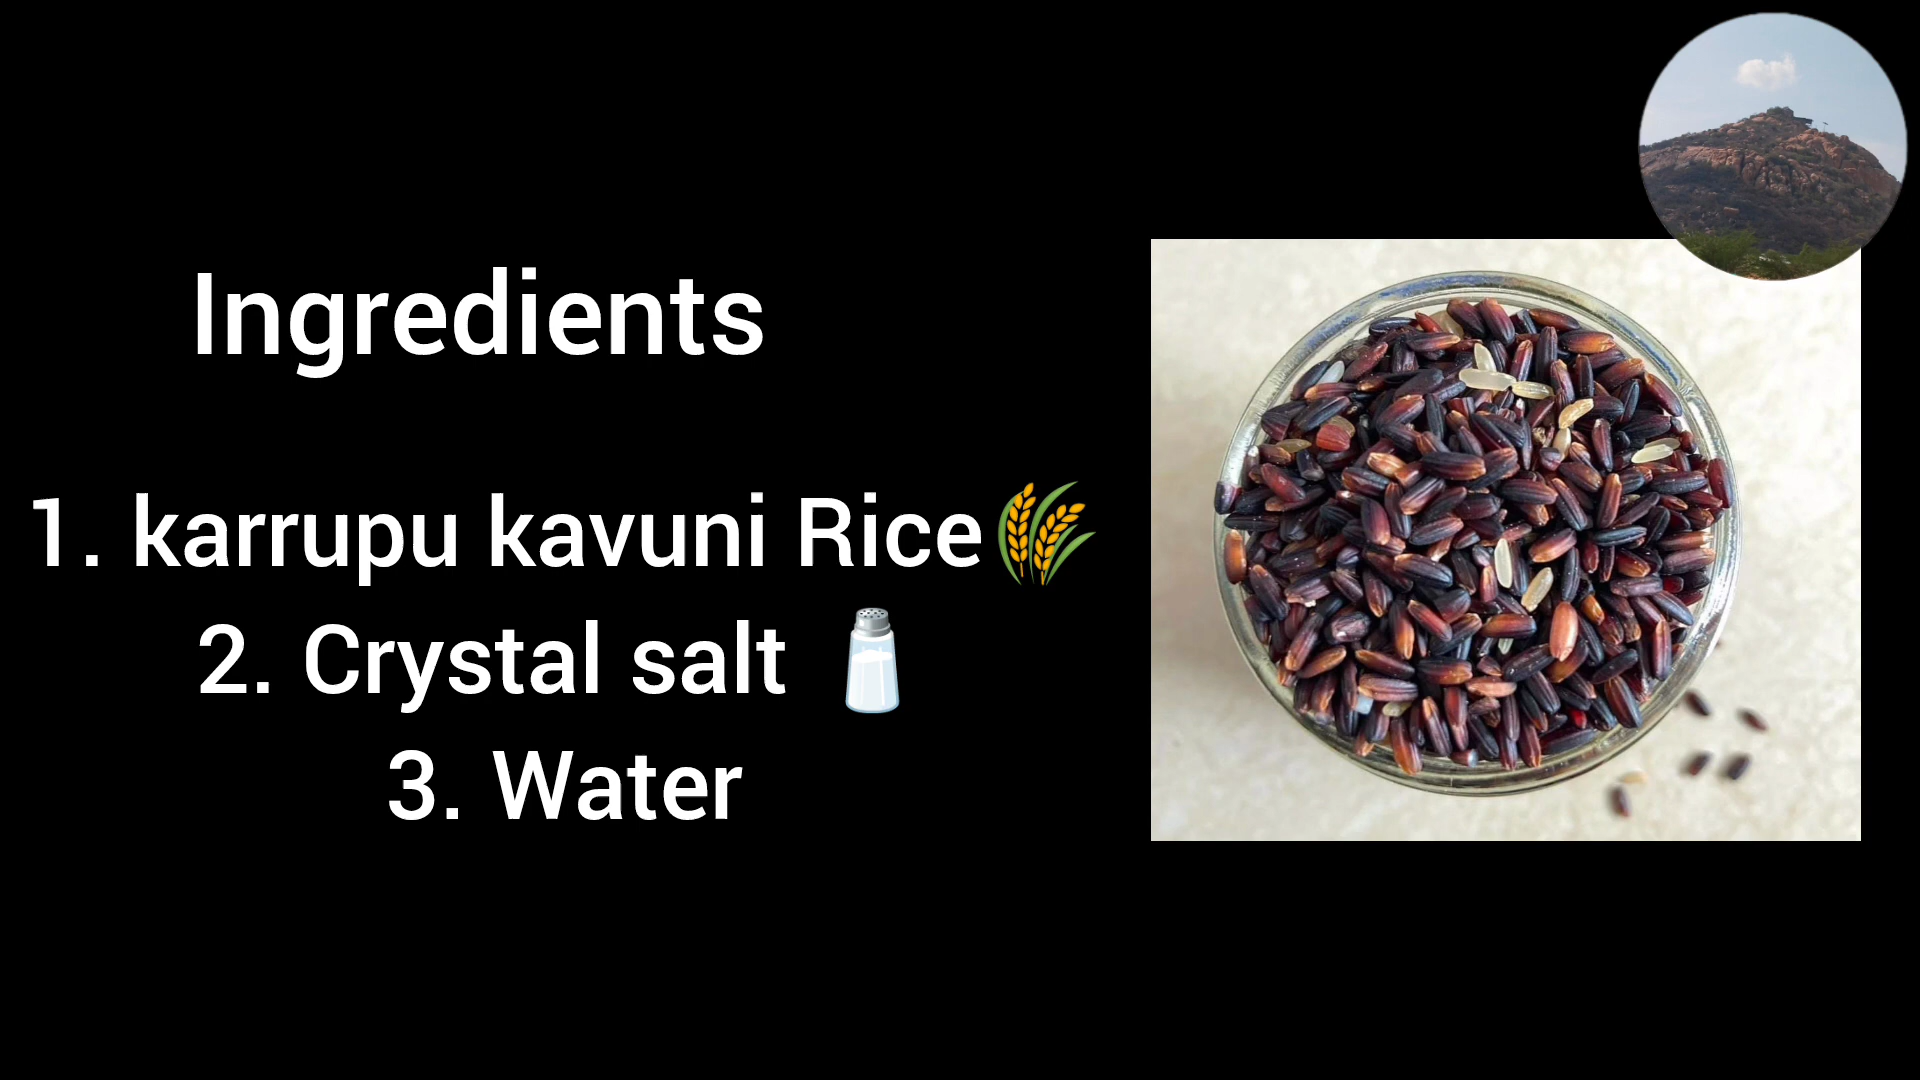 Ingredients
1. karrupu kavuni Rice🌾
2. Crystal salt 🧂
3. Water